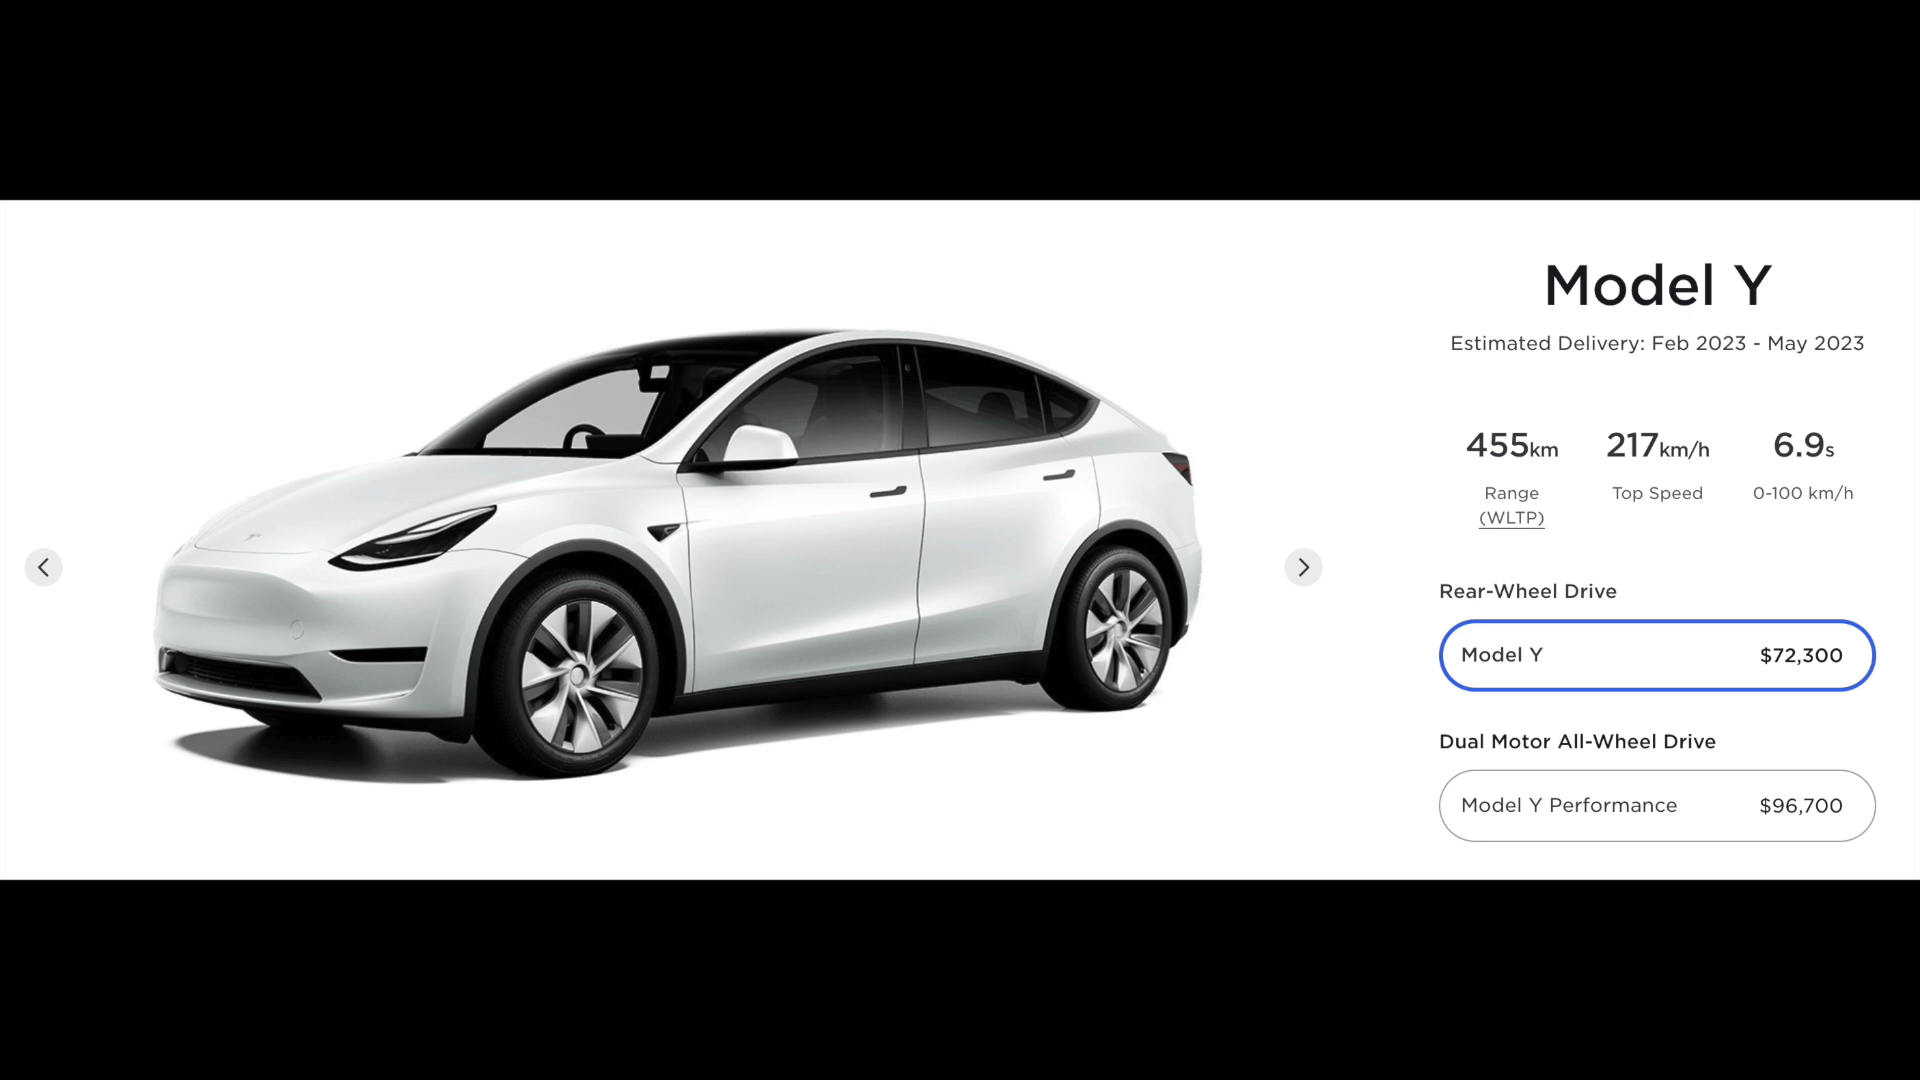 Model Y
Estimated Delivery: Feb 2023 - May 2023
455km 217km/h 6.9s
Range Top Speed 0-100 km/h
(WLTP)
Rear-Wheel Drive
Model Y $72,300
Dual Motor All-Wheel Drive
Model Y Performance $96,700